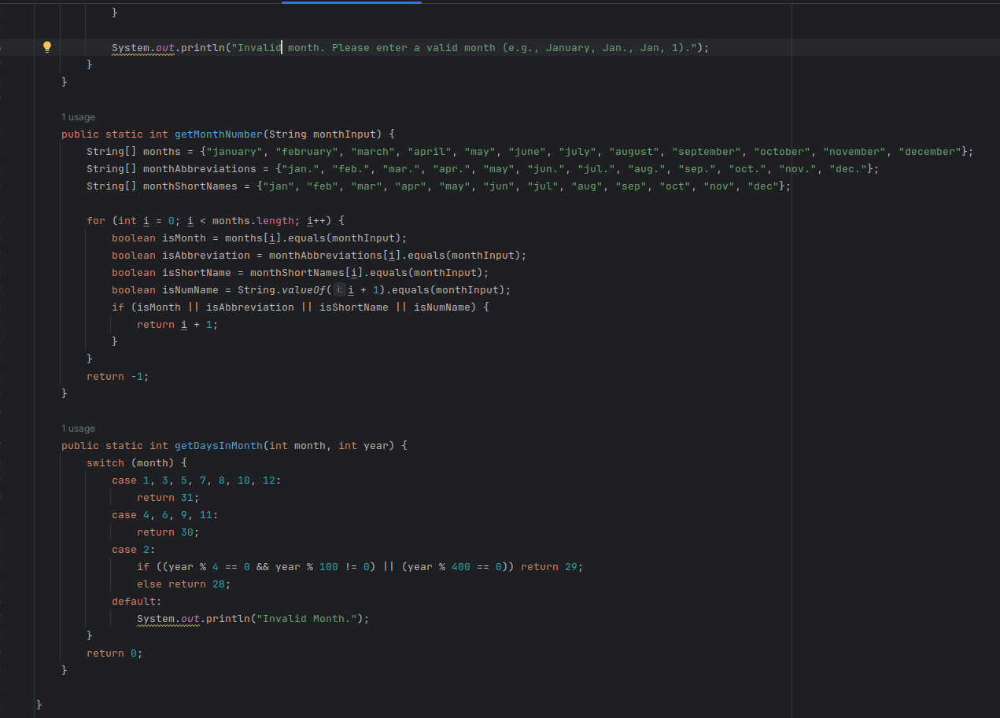 }
System.out.println("Invalid month. Please enter a valid month (e.g., January, Jan., Jan, 1).");
}
}
1 usage
public static int getMonthNumber(String monthInput) {
String[] months = {"january", "february", "march", "april", "may", "june", "july", "august", "september", "october", "november", "december"};
String[] monthAbbreviations = {"jan.", "feb.", "mar.", "apr.", "may", "jun.", "jul.", "aug.", "sep.", "oct.", "nov.", "dec."};
String[] monthShortNames = {"jan", "feb", "mar", "apr", "may", "jun", "jul", "aug", "sep", "oct", "nov", "dec"};
for (int i = 0; i < months.length; i++) {
boolean isMonth = months[i].equals(monthInput);
boolean isAbbreviation = monthAbbreviations[i].equals(monthInput);
boolean isShortName = monthShortNames[i].equals(monthInput);
boolean isNumName = String.valueOf( i: i + 1).equals(monthInput);
if (isMonth || isAbbreviation || isShortName || isNumName) {
return i + 1;
}
}
return -1;
}
1 usage
public static int getDaysInMonth(int month, int year) {
switch (month) {
case 1, 3, 5, 7, 8, 10, 12:
return 31;
case 4, 6, 9, 11:
return 30;
case 2:
if ((year % 4 == 0 && year % 100 != 0) || (year % 400 == 0)) return 29;
else return 28;
default:
System.out.println("Invalid Month.");
}
return 0;
}
}